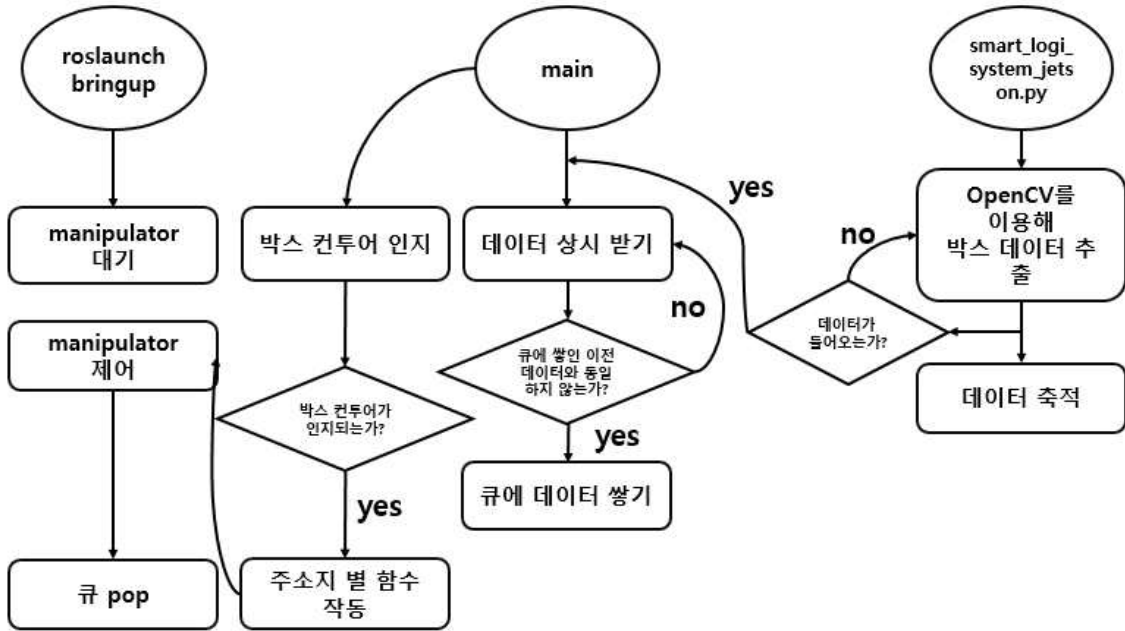 roslaunch
bringup
main
smart_logi_
system_jets
on.py
yes
OpenCV를
이용해
박스 데이터 추
출
manipulator
대기
박스 컨투어 인지
데이터 상시 받기
no
no
manipulator
제어
데이터가
들어오는가?
큐에 쌓인 이전
데이터와 동일
하지 않는가?
박스 컨투어가
인지되는가?
데이터 축적
yes
큐에 데이터 쌓기
yes
큐 pop
주소지 별 함수
작동